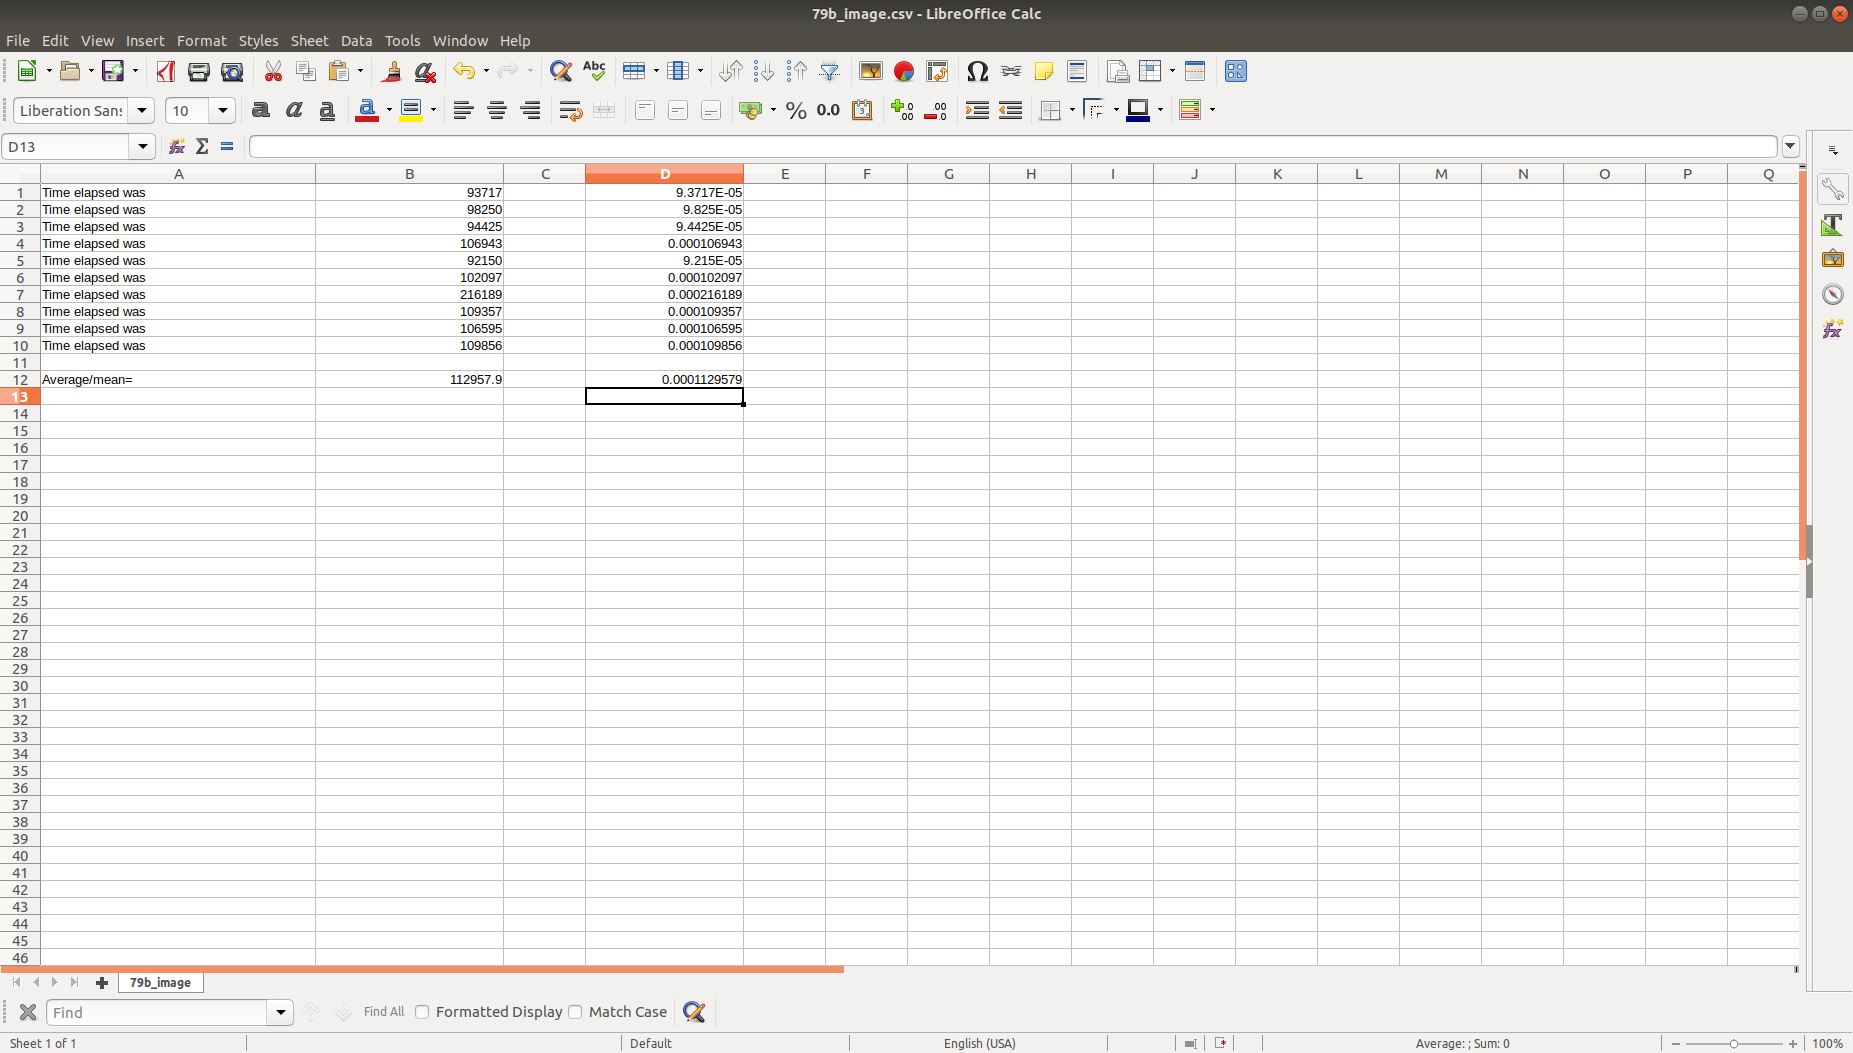 79b_image.csv - LibreOffice Calc
File Edit View Insert Format Styles Sheet Data Tools Window Help
Liberation Sans 10
D13
A B C D E F G H I J K L M N O P Q
1 Time elapsed was 93717 9.3717E-05
2 Time elapsed was 98250 9.825E-05
3 Time elapsed was 94425 9.4425E-05
4 Time elapsed was 106943 0.000106943
5 Time elapsed was 92150 9.215E-05
6 Time elapsed was 102097 0.000102097
7 Time elapsed was 216189 0.000216189
8 Time elapsed was 109357 0.000109357
9 Time elapsed was 106595 0.000106595
10 Time elapsed was 109856 0.000109856
11
12 Average/mean= 112957.9 0.0001129579
13
14
15
16
17
18
19
20
21
22
23
24
25
26
27
28
29
30
31
32
33
34
35
36
37
38
39
40
41
42
43
44
45
46
79b_image
Find Find All Formatted Display Match Case
Sheet 1 of 1 Default English (USA) Average: ; Sum: 0 100%